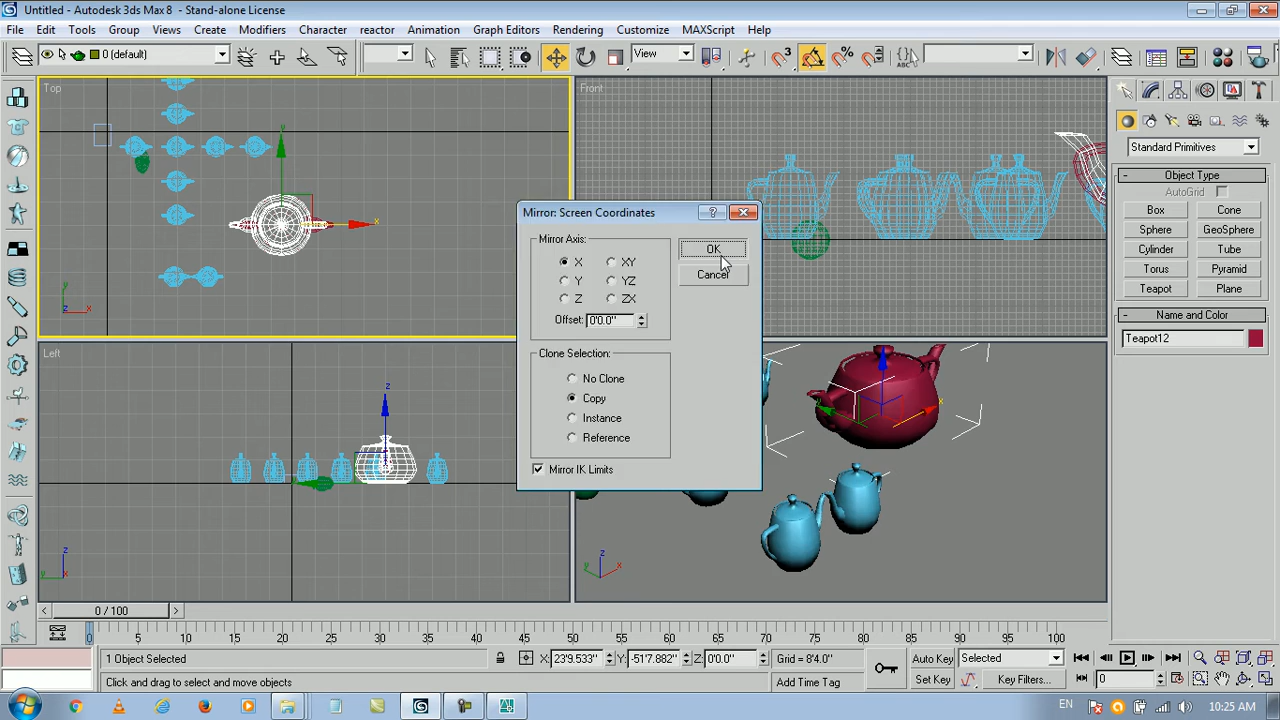 Untitled - Autodesk 3ds Max 8 - Stand-alone License
File Edit Tools Group Views Create Modifiers Character reactor Animation Graph Editors Rendering Customize MAXScript Help
0 (default) View
Top
Front
y
x
z
x
Standard Primitives
Object Type
AutoGrid
Box Cone
Sphere GeoSphere
Cylinder Tube
Torus Pyramid
Teapot Plane
Name and Color
Teapot12
Mirror: Screen Coordinates
Mirror Axis:
OK
X XY
Cancel
Y YZ
Z ZX
Offset: 0'0.0"
Clone Selection:
No Clone
Copy
Instance
Reference
Mirror IK Limits
Left
z
z
y
x
z
y
x
0 / 100
0 5 10 15 20 25 30 35 40 45 50 55 60 65 70 75 80 85 90 95 100
1 Object Selected X: 23'9.533" Y: -51'7.882" Z: 0'0.0" Grid = 8'4.0" Auto Key Selected
Click and drag to select and move objects Add Time Tag Set Key Key Filters... 0
EN 10:25 AM